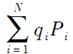 N
∑ qᵢPᵢ
i = 1